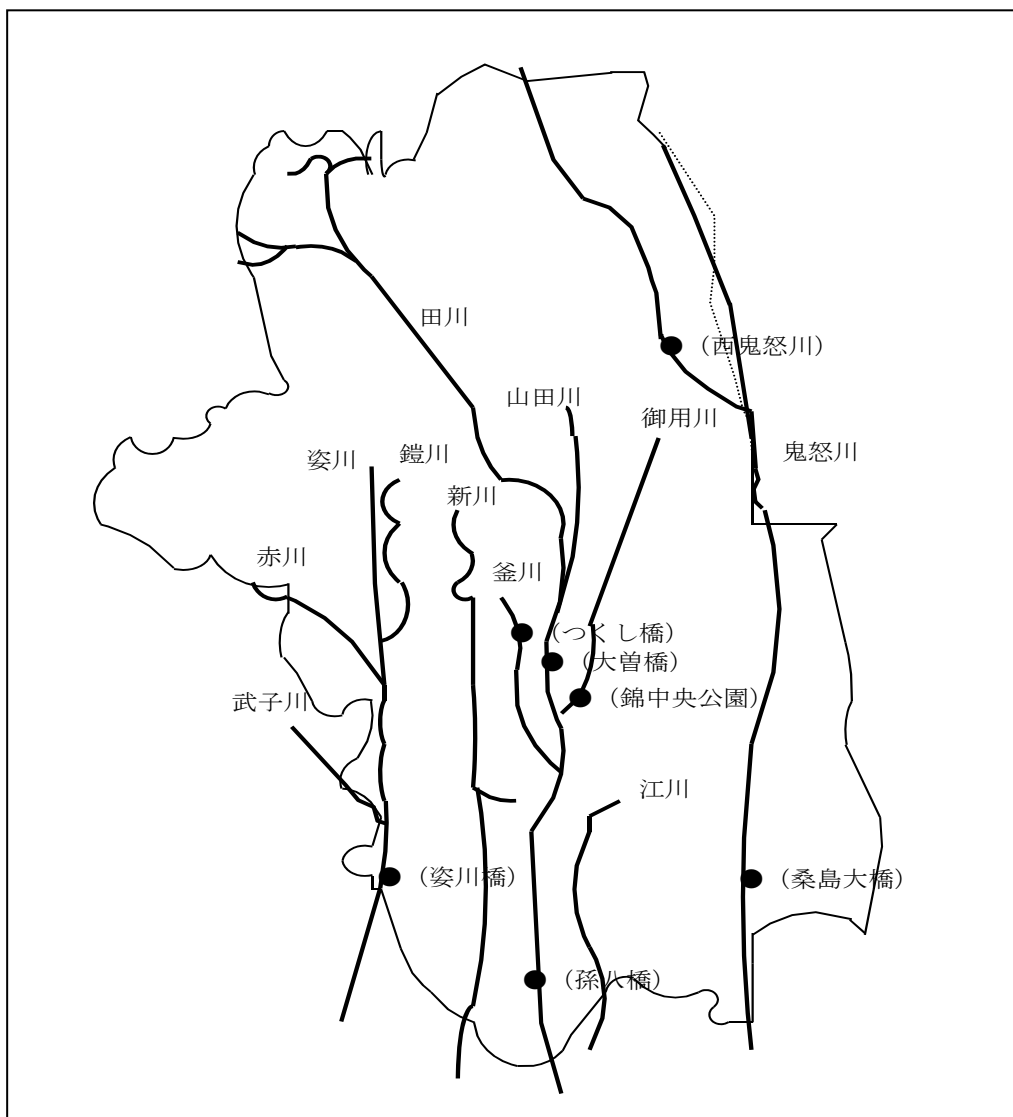 田川
（西鬼怒川）
山田川
御用川
鬼怒川
姿川
鎧川
新川
赤川
釜川
（つくし橋）
（大曽橋）
（錦中央公園）
武子川
江川
（姿川橋）
（桑島大橋）
（孫八橋）